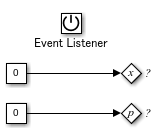 Event Listener
0 x ?
0 p ?